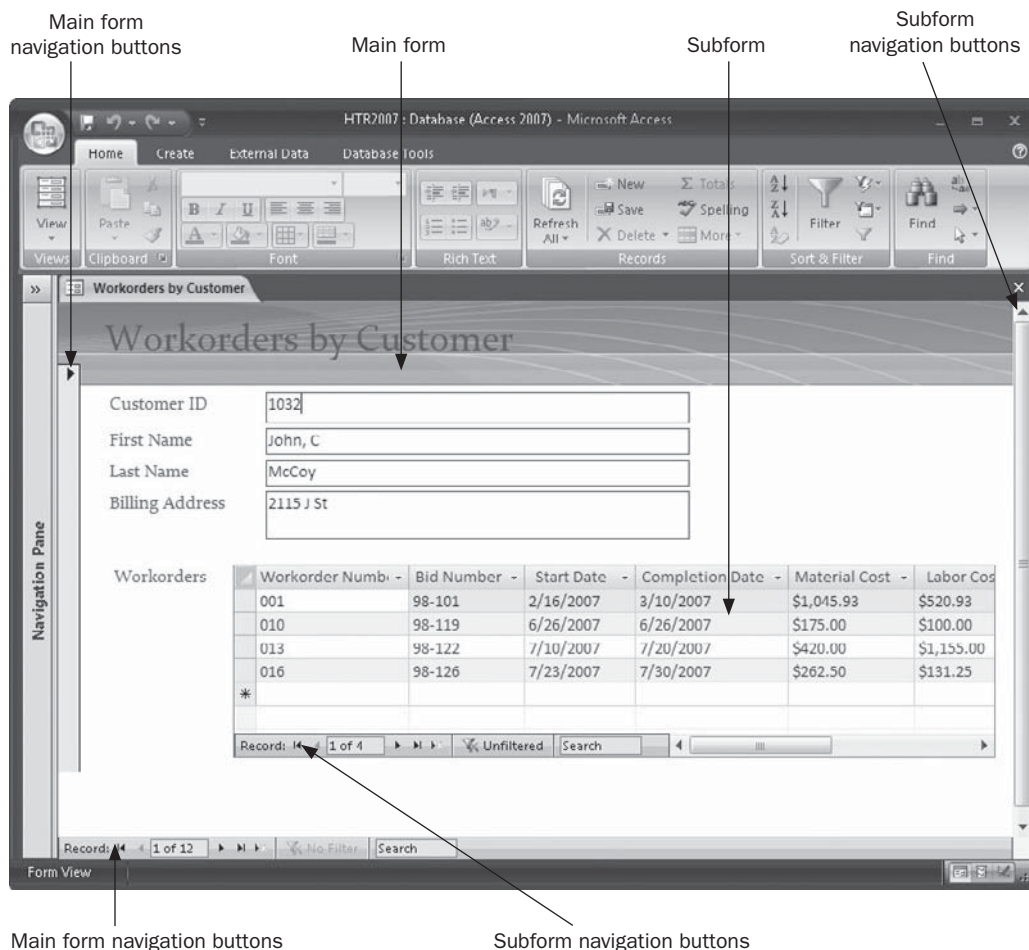 Main form
navigation buttons
Main form
Subform
Subform
navigation buttons
HTR2007 : Database (Access 2007) - Microsoft Access
Home Create External Data Database Tools
View
Paste
B I U
A
Refresh
All
New
Save
Delete
Σ Totals
Spelling
More
Filter
Find
Views Clipboard Font Rich Text Records Sort & Filter Find
» Workorders by Customer
Workorders by Customer
Customer ID 1032
First Name John, C
Last Name McCoy
Billing Address 2115 J St
Navigation Pane
Workorders
Workorder Numbe Bid Number Start Date Completion Date Material Cost Labor Cos
001 98-101 2/16/2007 3/10/2007 $1,045.93 $520.93
010 98-119 6/26/2007 6/26/2007 $175.00 $100.00
013 98-122 7/10/2007 7/20/2007 $420.00 $1,155.00
016 98-126 7/23/2007 7/30/2007 $262.50 $131.25
Record: 1 of 4 Unfiltered Search
Record: 1 of 12 No Filter Search
Form View
Main form navigation buttons
Subform navigation buttons